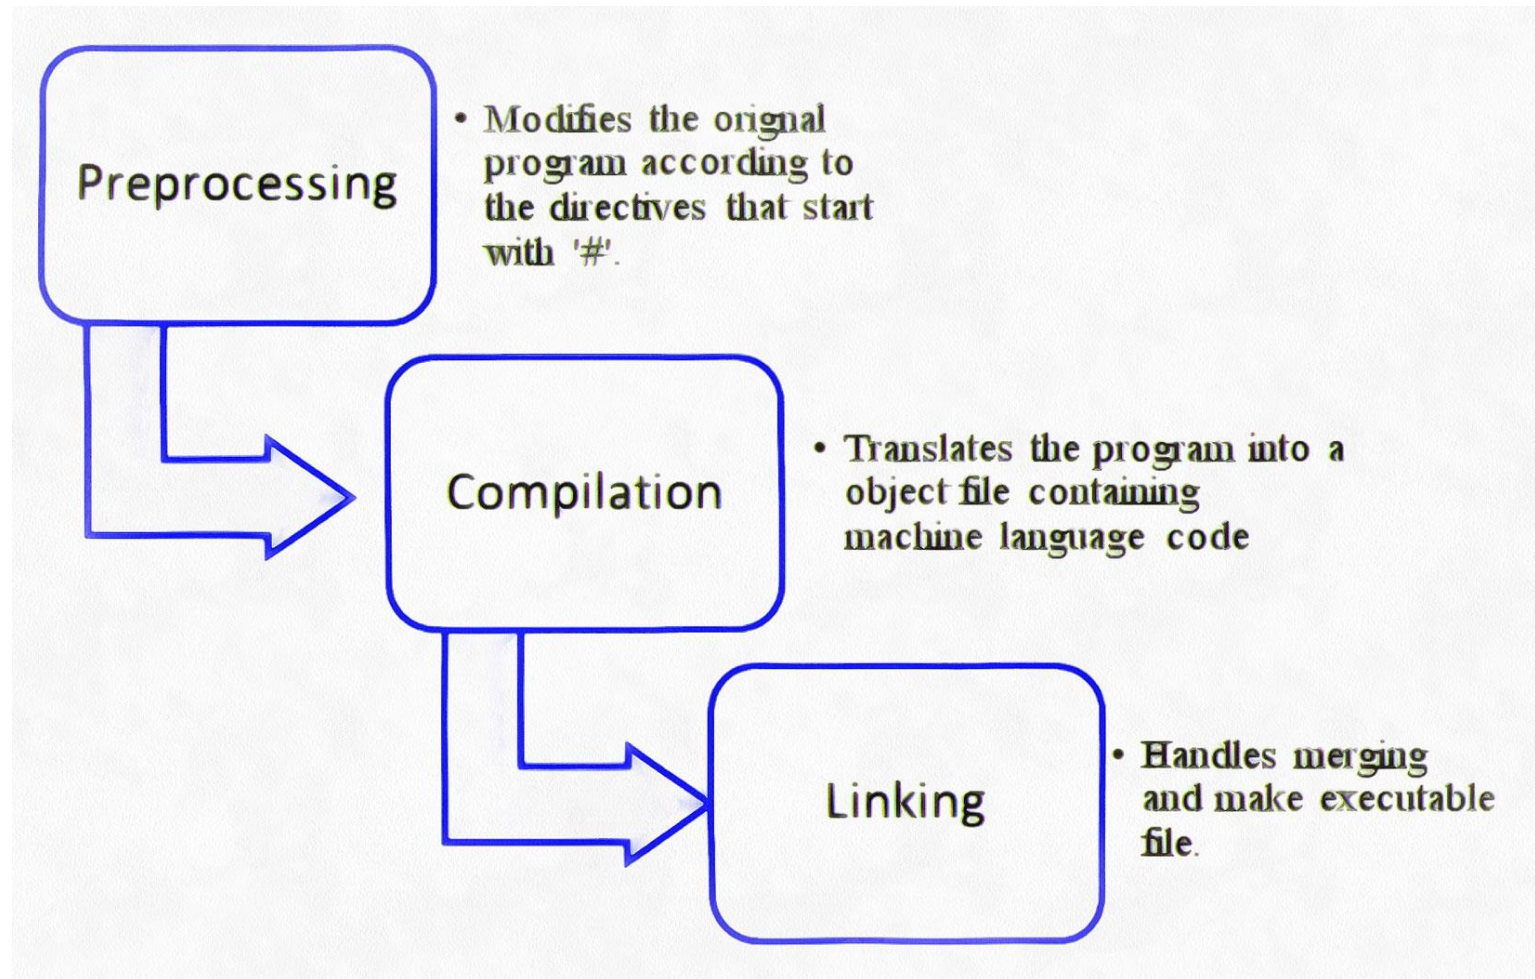 Preprocessing
• Modifies the orignal
program according to
the directives that start
with '#'.
Compilation
• Translates the program into a
object file containing
machine language code
Linking
• Handles merging
and make executable
file.